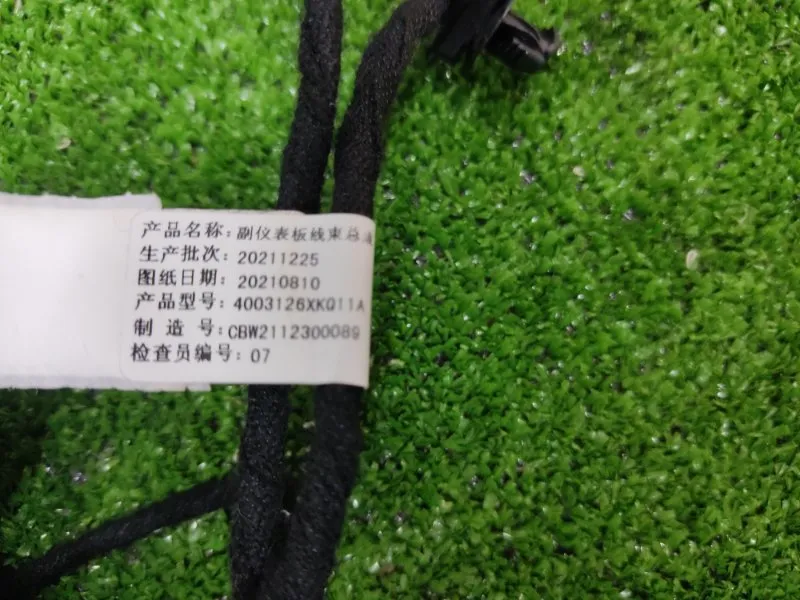 产品名称：副仪表板线束总
生产批次：20211225
图纸日期：20210810
产品型号：4003126XKQ11A
制 造 号：CBW2112300089
检查员编号：07